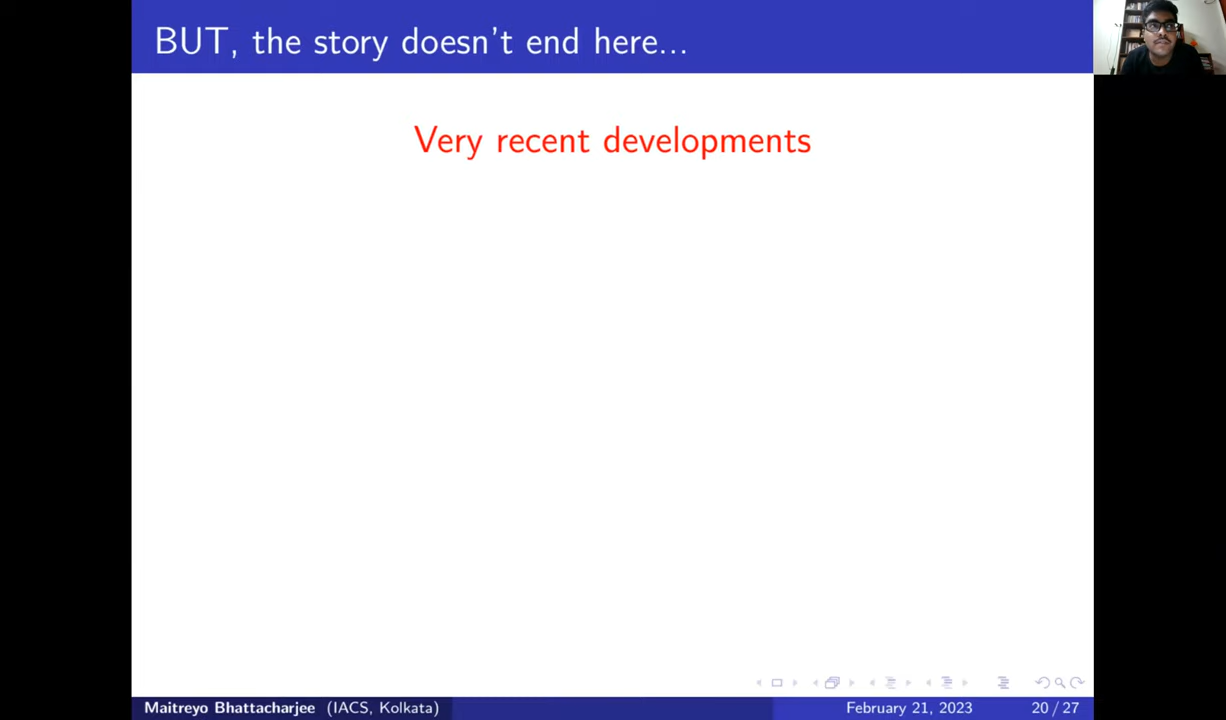 BUT, the story doesn't end here...
Very recent developments
Maitreyo Bhattacharjee (IACS, Kolkata)
February 21, 2023
20 / 27